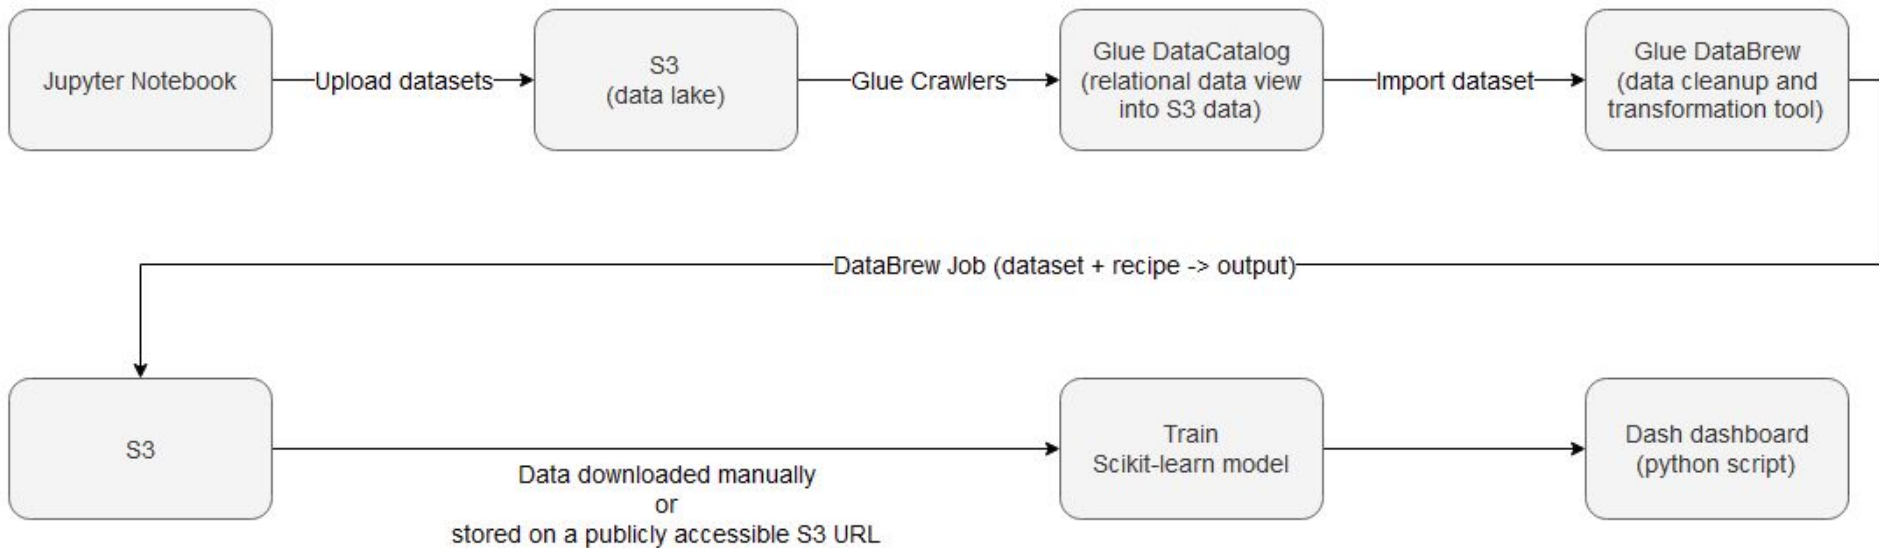 Jupyter Notebook
Upload datasets
S3
(data lake)
Glue Crawlers
Glue DataCatalog
(relational data view
into S3 data)
Import dataset
Glue DataBrew
(data cleanup and
transformation tool)
DataBrew Job (dataset + recipe -> output)
S3
Data downloaded manually
or
stored on a publicly accessible S3 URL
Train
Scikit-learn model
Dash dashboard
(python script)